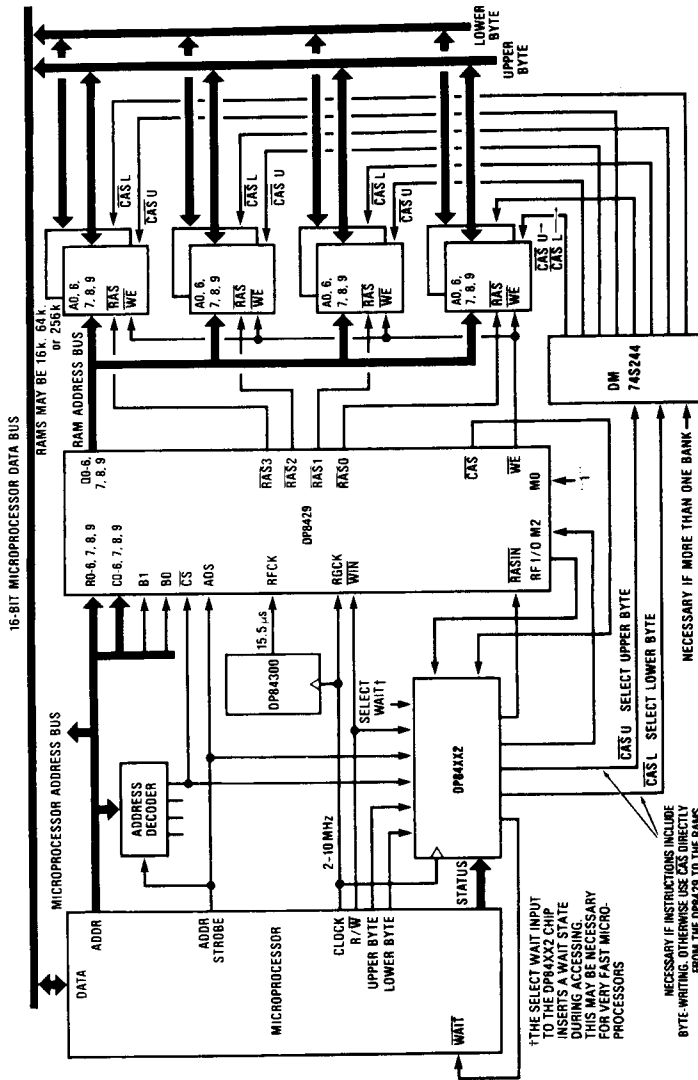 16-BIT MICROPROCESSOR DATA BUS
RAMS MAY BE 16k, 64k,
or 256k
MICROPROCESSOR ADDRESS BUS
RAM ADDRESS BUS
DATA
ADDR
ADDR
STROBE
MICROPROCESSOR
CLOCK
R/W
UPPER BYTE
LOWER BYTE
WAIT
STATUS
ADDRESS
DECODER
2-10 MHz
DP84300
15.5 µs
SELECT
WAIT†
DP84XX2
R0-6, 7, 8, 9
C0-6, 7, 8, 9
B1
B0
CS
ADS
RFCK
RGCK
WIN
RASIN
RF I/O M2
M0
"1"
DP8429
Q0-6,
7, 8, 9
RAS3
RAS2
RAS1
RAS0
CAS
WE
A0, 6,
7, 8, 9
RAS
WE
CAS L
CAS U
A0, 6,
7, 8, 9
RAS
WE
CAS L
CAS U
A0, 6,
7, 8, 9
RAS
WE
CAS L
CAS U
A0, 6,
7, 8, 9
RAS
WE
CAS U
CAS L
LOWER
BYTE
UPPER
BYTE
DM
74S244
CAS U SELECT UPPER BYTE
CAS L SELECT LOWER BYTE
NECESSARY IF MORE THAN ONE BANK
†THE SELECT WAIT INPUT
TO THE DP84XX2 CHIP
INSERTS A WAIT STATE
DURING ACCESSING.
THIS MAY BE NECESSARY
FOR VERY FAST MICRO-
PROCESSORS
NECESSARY IF INSTRUCTIONS INCLUDE
BYTE-WRITING. OTHERWISE USE CAS DIRECTLY
FROM THE DP8429 TO THE RAMS